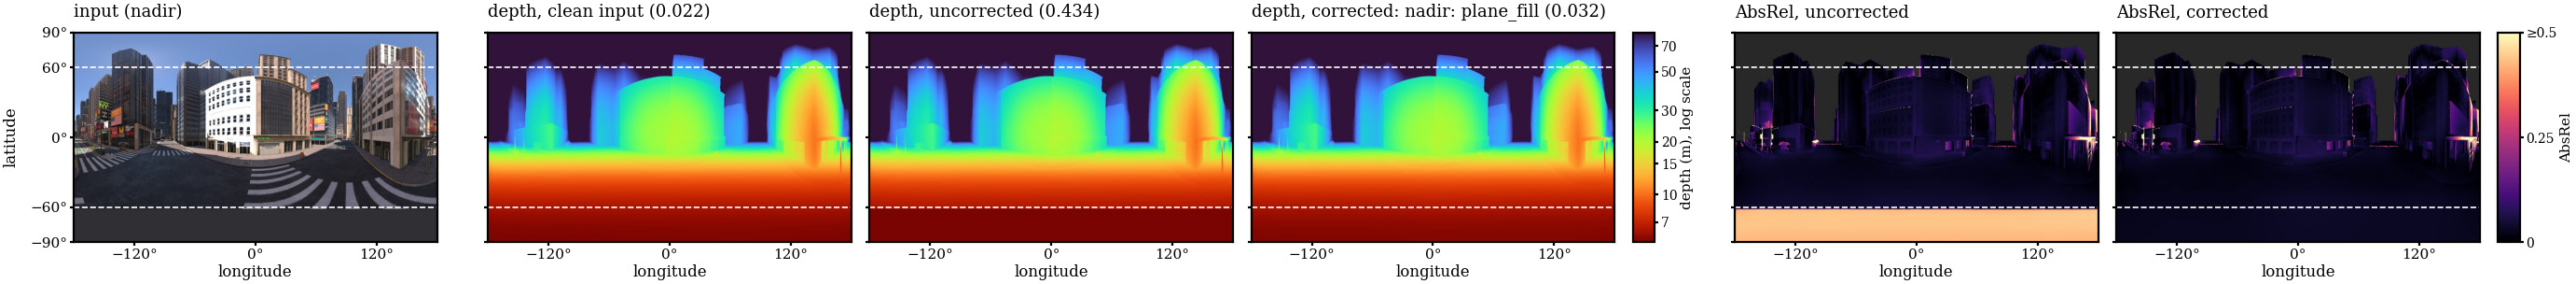 input (nadir)
depth, clean input (0.022)
depth, uncorrected (0.434)
depth, corrected: nadir: plane_fill (0.032)
AbsRel, uncorrected
AbsRel, corrected
90°
60°
0°
−60°
−90°
latitude
−120°
0°
120°
longitude
−120°
0°
120°
longitude
−120°
0°
120°
longitude
−120°
0°
120°
longitude
70
50
30
20
15
10
7
depth (m), log scale
−120°
0°
120°
longitude
−120°
0°
120°
longitude
≥0.5
0.25
0
AbsRel